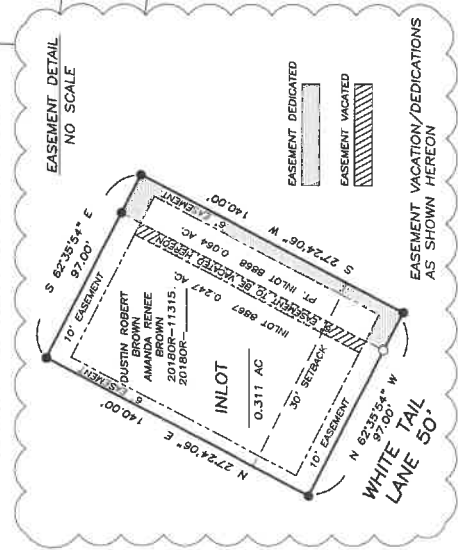 EASEMENT DETAIL
NO SCALE
S 62°35'54" E
97.00'
10' EASEMENT
N 27°24'06" E
140.00'
6' EASEMENT
DUSTIN ROBERT
BROWN
AMANDA RENEE
BROWN
2018OR-11315
2018OR-
INLOT
0.311 AC
INLOT 8867 0.247 AC.
EASEMENT TO BE VACATED HEREON
PT. INLOT 8868 0.064 AC.
6' EASEMENT
140.00'
S 27°24'06" W
30' SETBACK
10' EASEMENT
N 62°35'54" W
97.00'
WHITE TAIL
LANE 50'
EASEMENT DEDICATED
EASEMENT VACATED
EASEMENT VACATION/DEDICATIONS
AS SHOWN HEREON